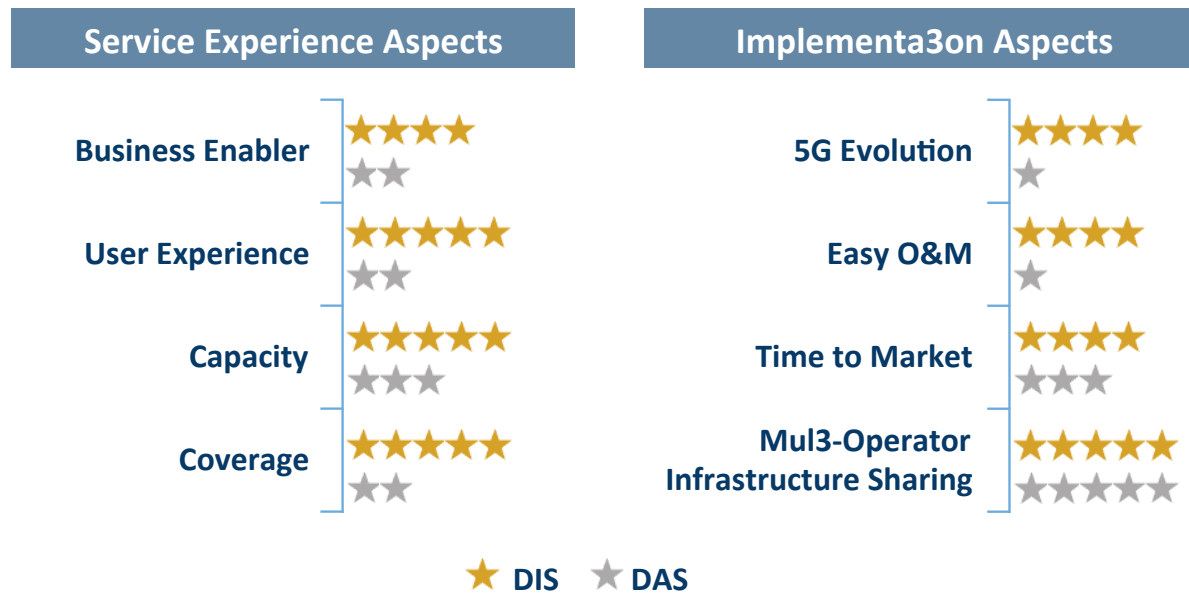 Service Experience Aspects
Business Enabler
User Experience
Capacity
Coverage
Implementa3on Aspects
5G Evolution
Easy O&M
Time to Market
Mul3-Operator
Infrastructure Sharing
DIS
DAS